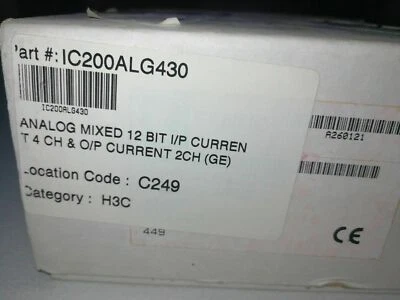 Part #: IC200ALG430
IC200ALG430
ANALOG MIXED 12 BIT I/P CURREN
T 4 CH & O/P CURRENT 2CH (GE)
Location Code : C249
Category : H3C
A260121
449
CE